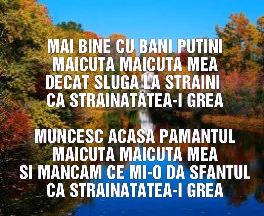 MAI BINE CU BANI PUTINI
MAICUTA MAICUTA MEA
DECAT SLUGA LA STRAINI
CA STRAINATATEA-I GREA
MUNCESC ACASA PAMANTUL
MAICUTA MAICUTA MEA
SI MANCAM CE MI-O DA SFANTUL
CA STRAINATATEA-I GREA